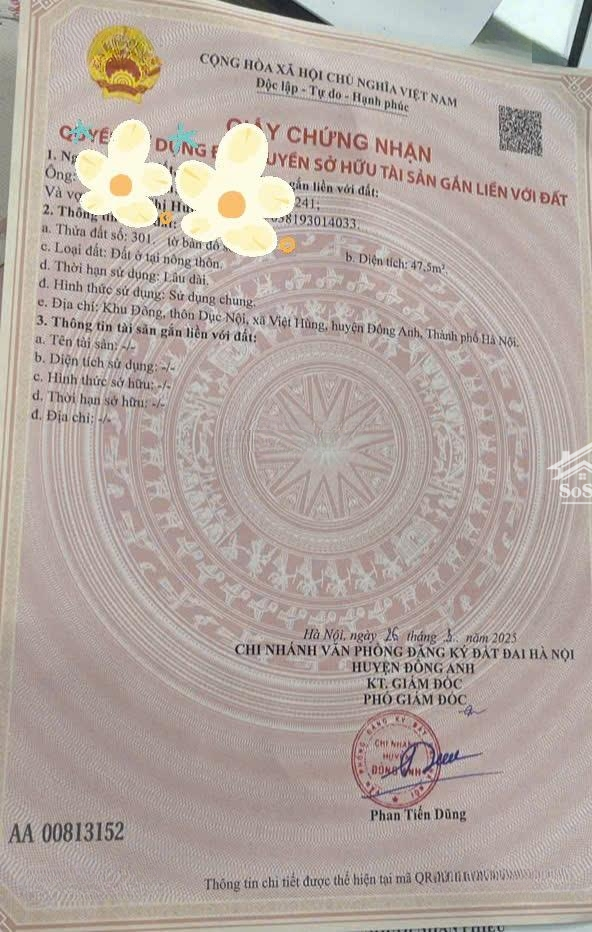 CỘNG HÒA XÃ HỘI CHỦ NGHĨA VIỆT NAM
Độc lập - Tự do - Hạnh phúc
GIẤY CHỨNG NHẬN
DỤNG SỞ HỮU TÀI SẢN GẮN LIỀN VỚI ĐẤT
gắn liền với đất:
Ông:
241;
Và vợ
038193014033.
2. Thông
a. Thửa đất số: 301, tờ bản đồ
b. Diện tích: 47,5m².
c. Loại đất: Đất ở tại nông thôn.
d. Thời hạn sử dụng: Lâu dài.
đ. Hình thức sử dụng: Sử dụng chung.
e. Địa chỉ: Khu Đông, thôn Dục Nội, xã Việt Hùng, huyện Đông Anh, Thành phố Hà Nội.
3. Thông tin tài sản gắn liền với đất:
a. Tên tài sản: -/-
b. Diện tích sử dụng: -/-
c. Hình thức sở hữu: -/-
d. Thời hạn sở hữu: -/-
đ. Địa chỉ: -/-
SoS
Hà Nội, ngày 26 tháng năm 2025
CHI NHÁNH VĂN PHÒNG ĐĂNG KÝ ĐẤT ĐAI HÀ NỘI
HUYỆN ĐÔNG ANH
KT. GIÁM ĐỐC
PHÓ GIÁM ĐỐC
CHI NHÁNH
HUYỆN
ĐÔNG ANH
Phan Tiến Dũng
AA 00813152
Thông tin chi tiết được thể hiện tại mã QR